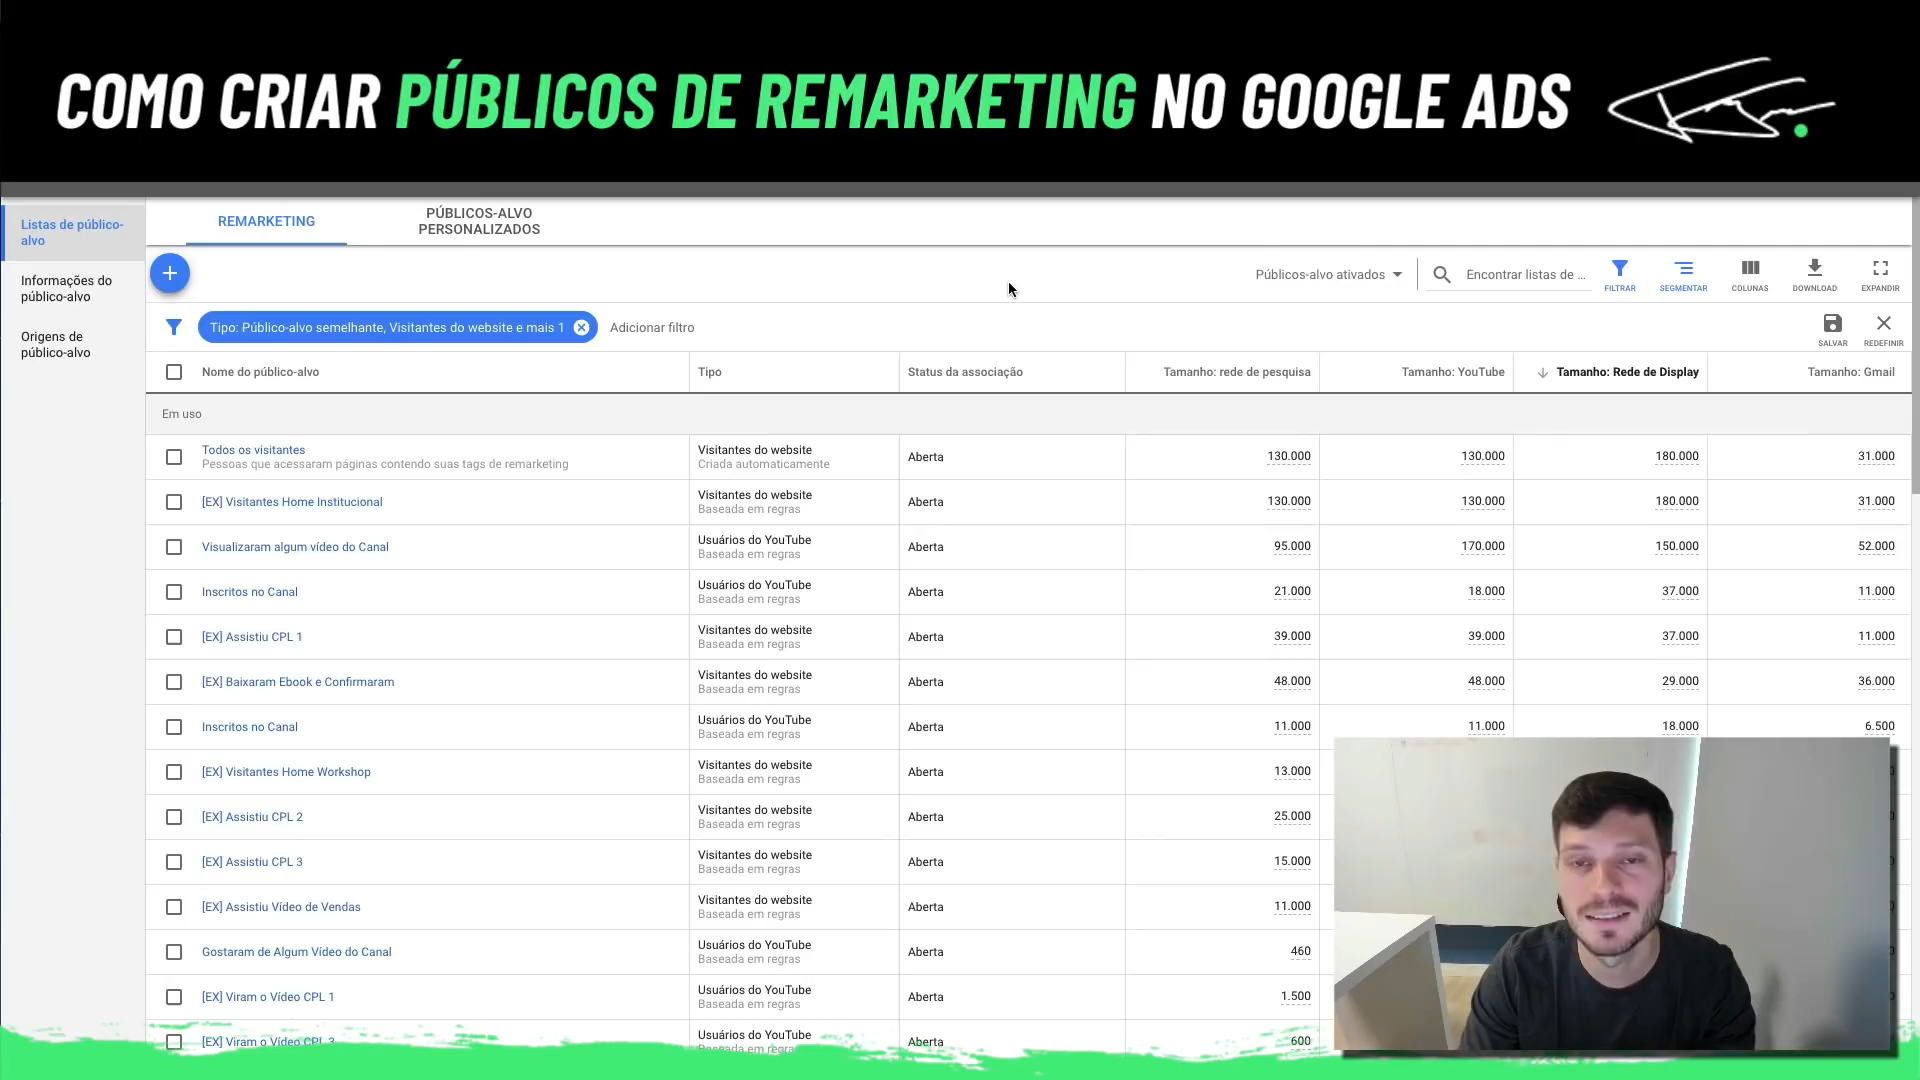 COMO CRIAR PÚBLICOS DE REMARKETING NO GOOGLE ADS
Listas de público-
alvo
Informações do
público-alvo
Origens de
público-alvo
REMARKETING
PÚBLICOS-ALVO
PERSONALIZADOS
Públicos-alvo ativados
Encontrar listas de ...
FILTRAR
SEGMENTAR
COLUNAS
DOWNLOAD
EXPANDIR
Tipo: Público-alvo semelhante, Visitantes do website e mais 1
Adicionar filtro
SALVAR
REDEFINIR
Nome do público-alvo Tipo Status da associação Tamanho: rede de pesquisa Tamanho: YouTube Tamanho: Rede de Display Tamanho: Gmail
Em uso
Todos os visitantes Visitantes do website Aberta 130.000 130.000 180.000 31.000
Pessoas que acessaram páginas contendo suas tags de remarketing Criada automaticamente
[EX] Visitantes Home Institucional Visitantes do website Aberta 130.000 130.000 180.000 31.000
Baseada em regras
Visualizaram algum vídeo do Canal Usuários do YouTube Aberta 95.000 170.000 150.000 52.000
Baseada em regras
Inscritos no Canal Usuários do YouTube Aberta 21.000 18.000 37.000 11.000
Baseada em regras
[EX] Assistiu CPL 1 Visitantes do website Aberta 39.000 39.000 37.000 11.000
Baseada em regras
[EX] Baixaram Ebook e Confirmaram Visitantes do website Aberta 48.000 48.000 29.000 36.000
Baseada em regras
Inscritos no Canal Usuários do YouTube Aberta 11.000 11.000 18.000 6.500
Baseada em regras
[EX] Visitantes Home Workshop Visitantes do website Aberta 13.000
Baseada em regras
[EX] Assistiu CPL 2 Visitantes do website Aberta 25.000
Baseada em regras
[EX] Assistiu CPL 3 Visitantes do website Aberta 15.000
Baseada em regras
[EX] Assistiu Vídeo de Vendas Visitantes do website Aberta 11.000
Baseada em regras
Gostaram de Algum Vídeo do Canal Usuários do YouTube Aberta 460
Baseada em regras
[EX] Viram o Vídeo CPL 1 Usuários do YouTube Aberta 1.500
Baseada em regras
[EX] Viram o Vídeo CPL 3 Usuários do YouTube Aberta 600
Baseada em regras